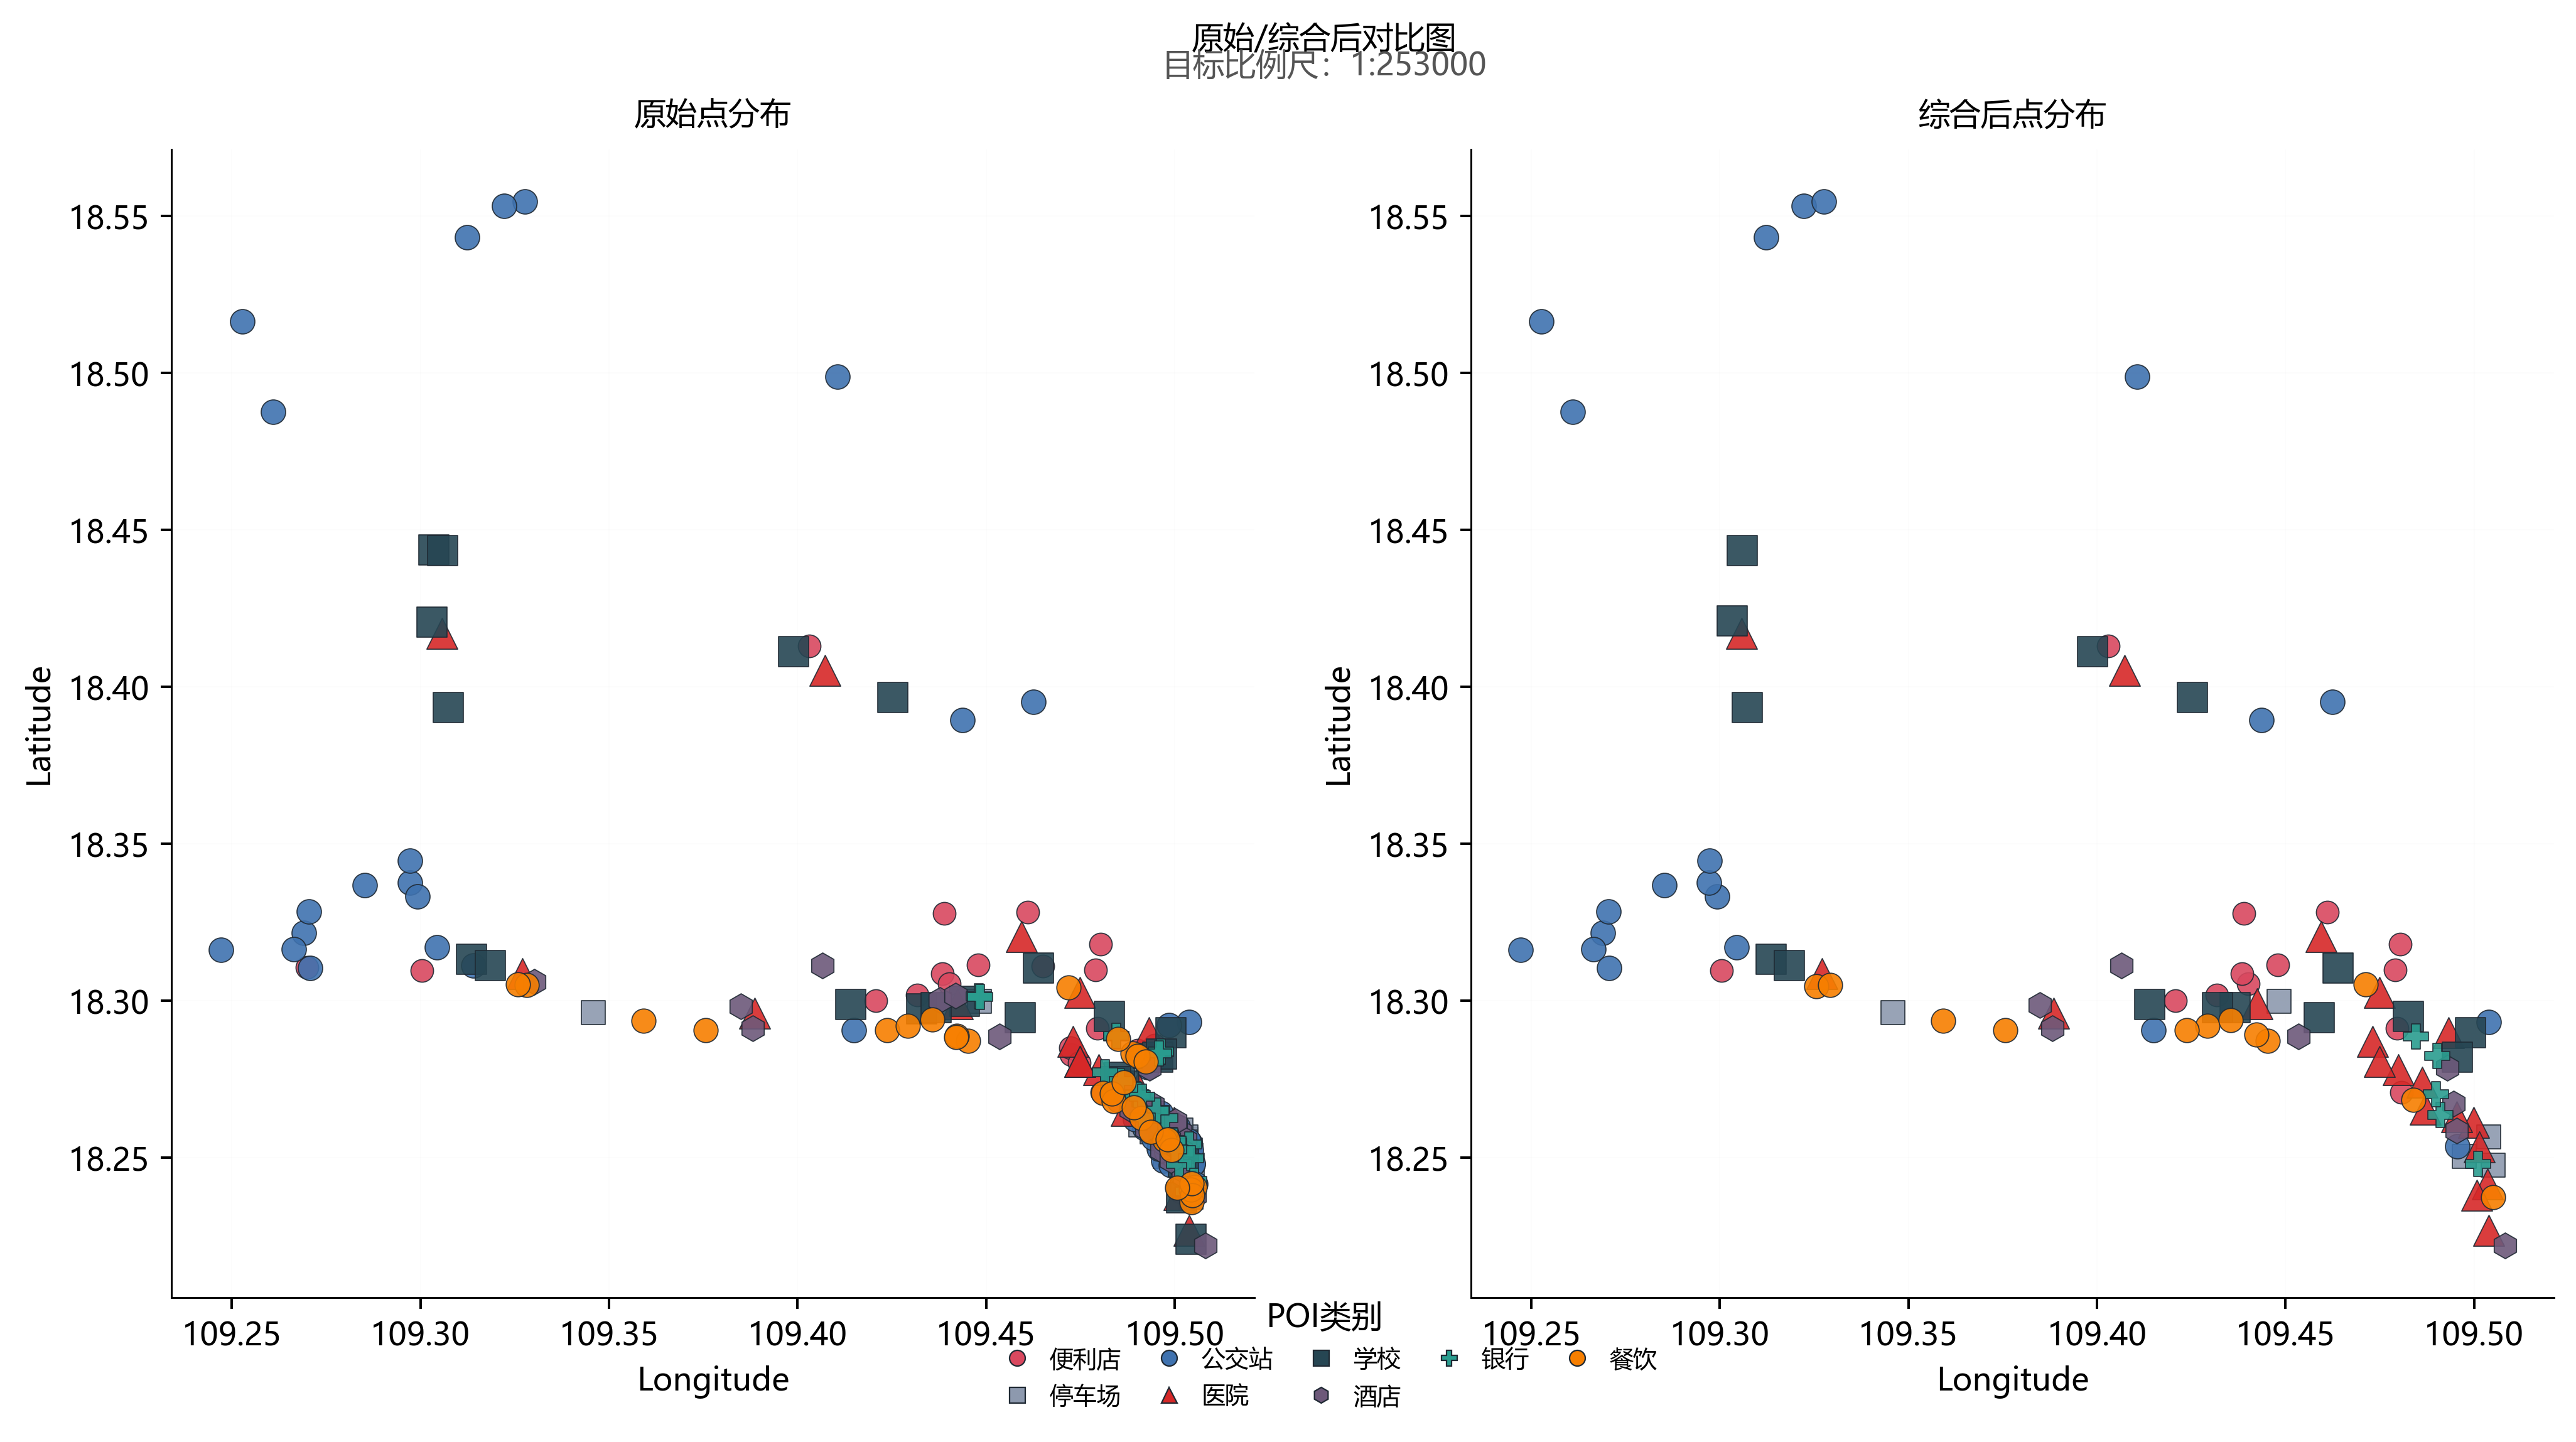 原始/综合后对比图
目标比例尺：1:253000
原始点分布
综合后点分布
18.55
18.50
18.45
18.40
18.35
18.30
18.25
Latitude
109.25 109.30 109.35 109.40 109.45 109.50
Longitude
18.55
18.50
18.45
18.40
18.35
18.30
18.25
Latitude
109.25 109.30 109.35 109.40 109.45 109.50
Longitude
POI类别
便利店 公交站 学校 银行 餐饮
停车场 医院 酒店